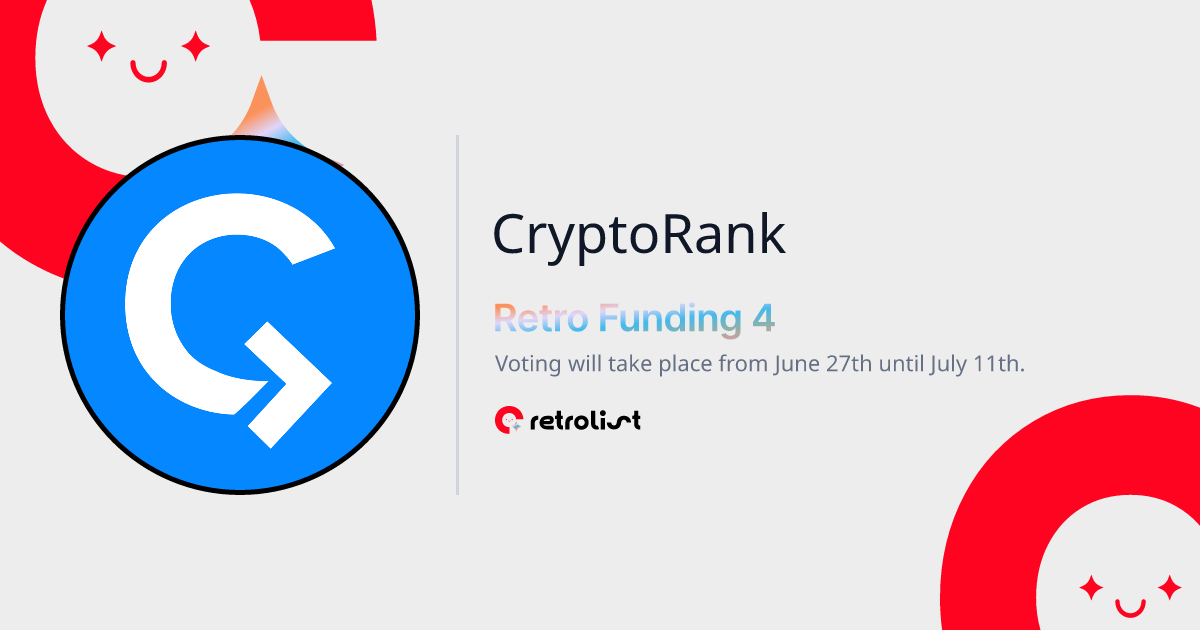 CryptoRank
Retro Funding 4
Voting will take place from June 27th until July 11th.
retrolist